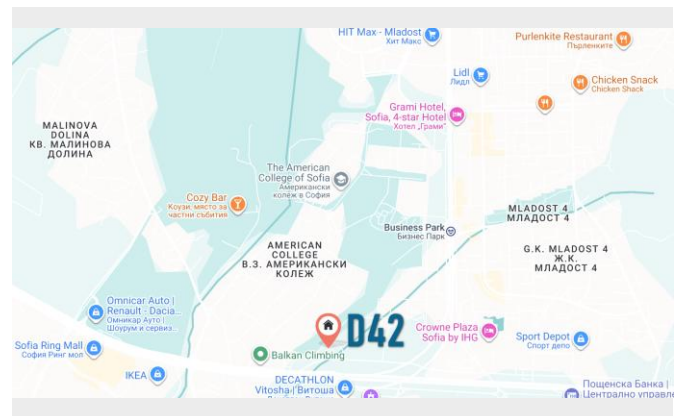 HIT Max - Mladost
Хит Макс
Purlenkite Restaurant
Пърленките
Lidl
Лидл
Chicken Snack
Chicken Shack
Grami Hotel,
Sofia, 4-star Hotel
Хотел „Грами"
MALINOVA
DOLINA
КВ. МАЛИНОВА
ДОЛИНА
The American
College of Sofia
Американски
колеж в София
Cozy Bar
Коузи, място за
частни събития
MLADOST 4
МЛАДОСТ 4
Business Park
Бизнес Парк
AMERICAN
COLLEGE
В.З. АМЕРИКАНСКИ
КОЛЕЖ
G.K. MLADOST 4
Ж.К.
МЛАДОСТ 4
Omnicar Auto |
Renault - Dacia...
Омникар Ауто |
Шоурум и сервиз...
D42
Crowne Plaza
Sofia by IHG
Sport Depot
Спорт депо
Sofia Ring Mall
София Ринг мол
Balkan Climbing
IKEA
DECATHLON
Vitosha | Витоша
Пощенска Банка |
Централно управле